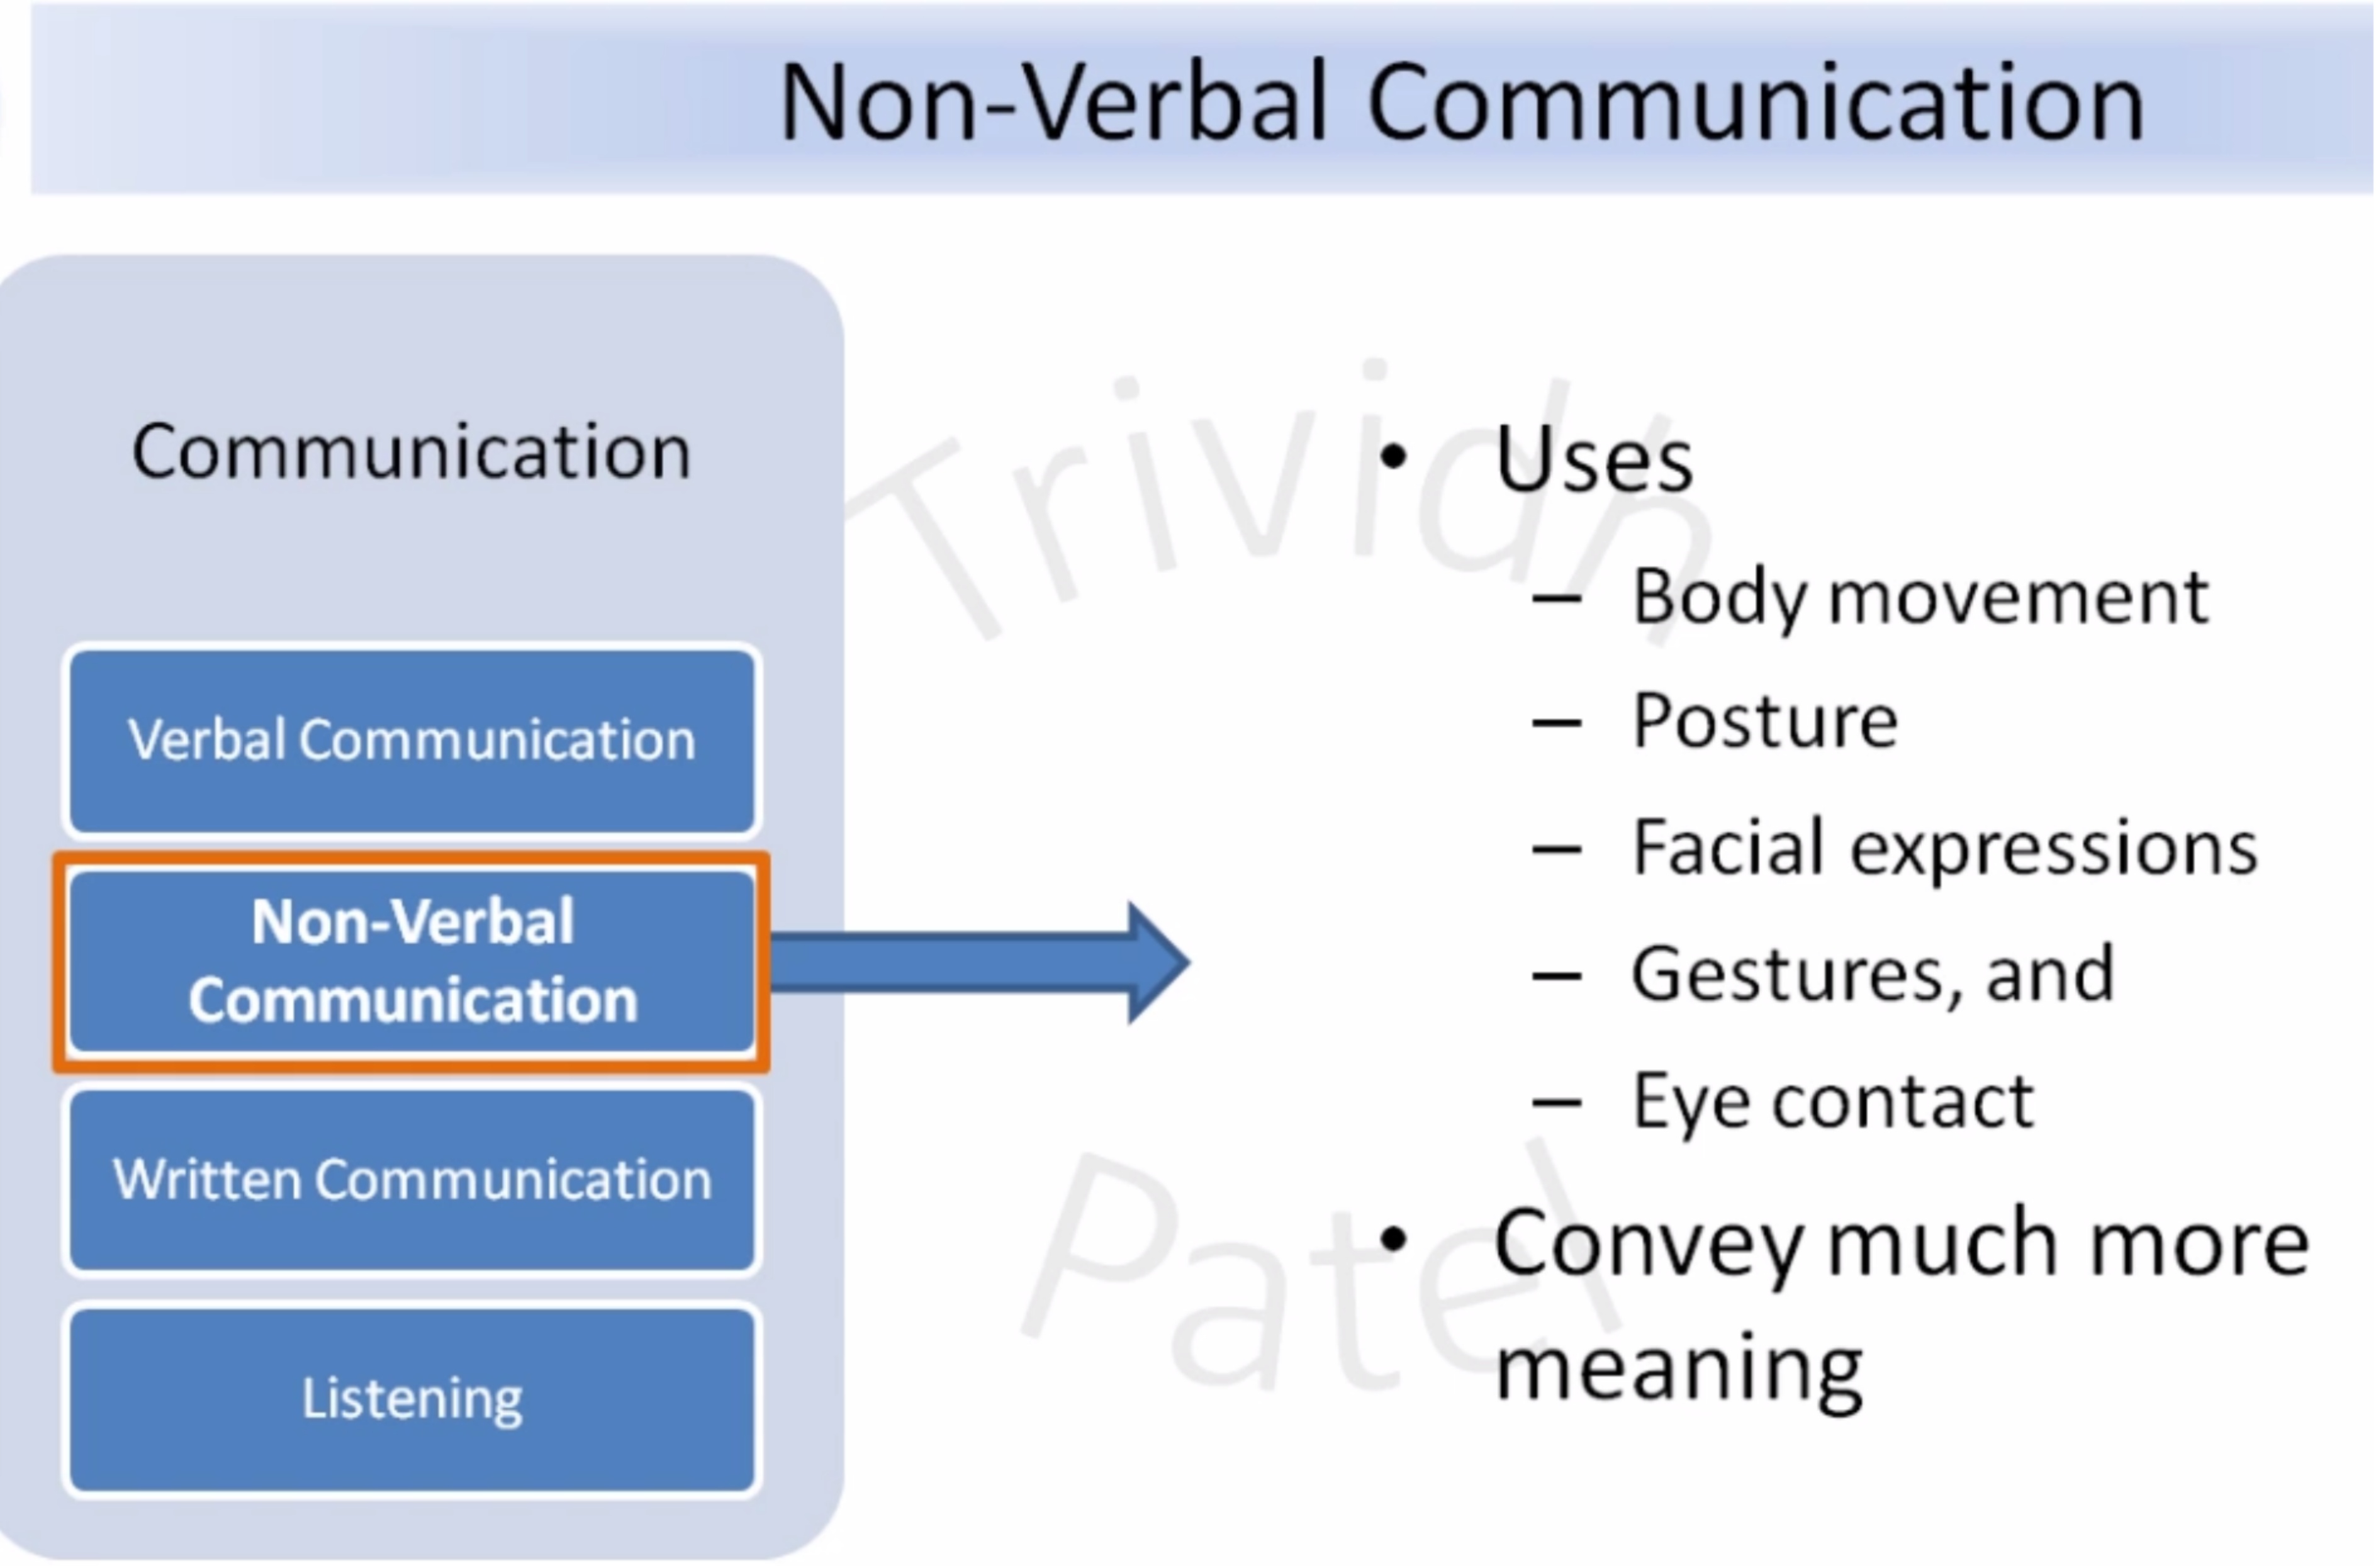 Non-Verbal Communication
Communication
Verbal Communication
Non-Verbal
Communication
Written Communication
Listening
• Uses
– Body movement
– Posture
– Facial expressions
– Gestures, and
– Eye contact
• Convey much more
meaning
Trividh
Patel